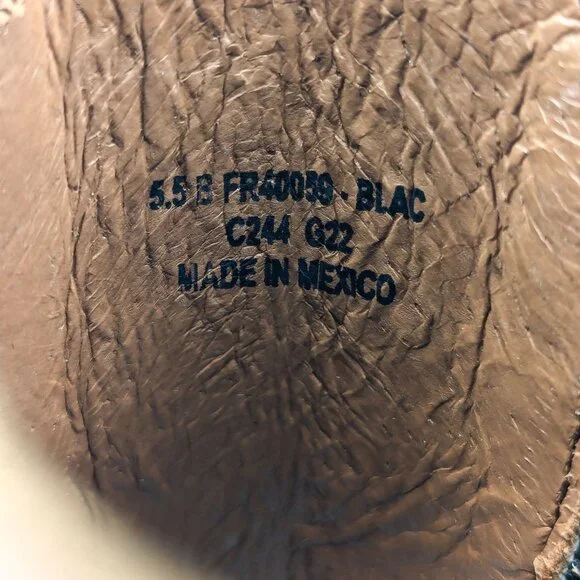 5.5 B FR40059 - BLAC
C244 G22
MADE IN MEXICO